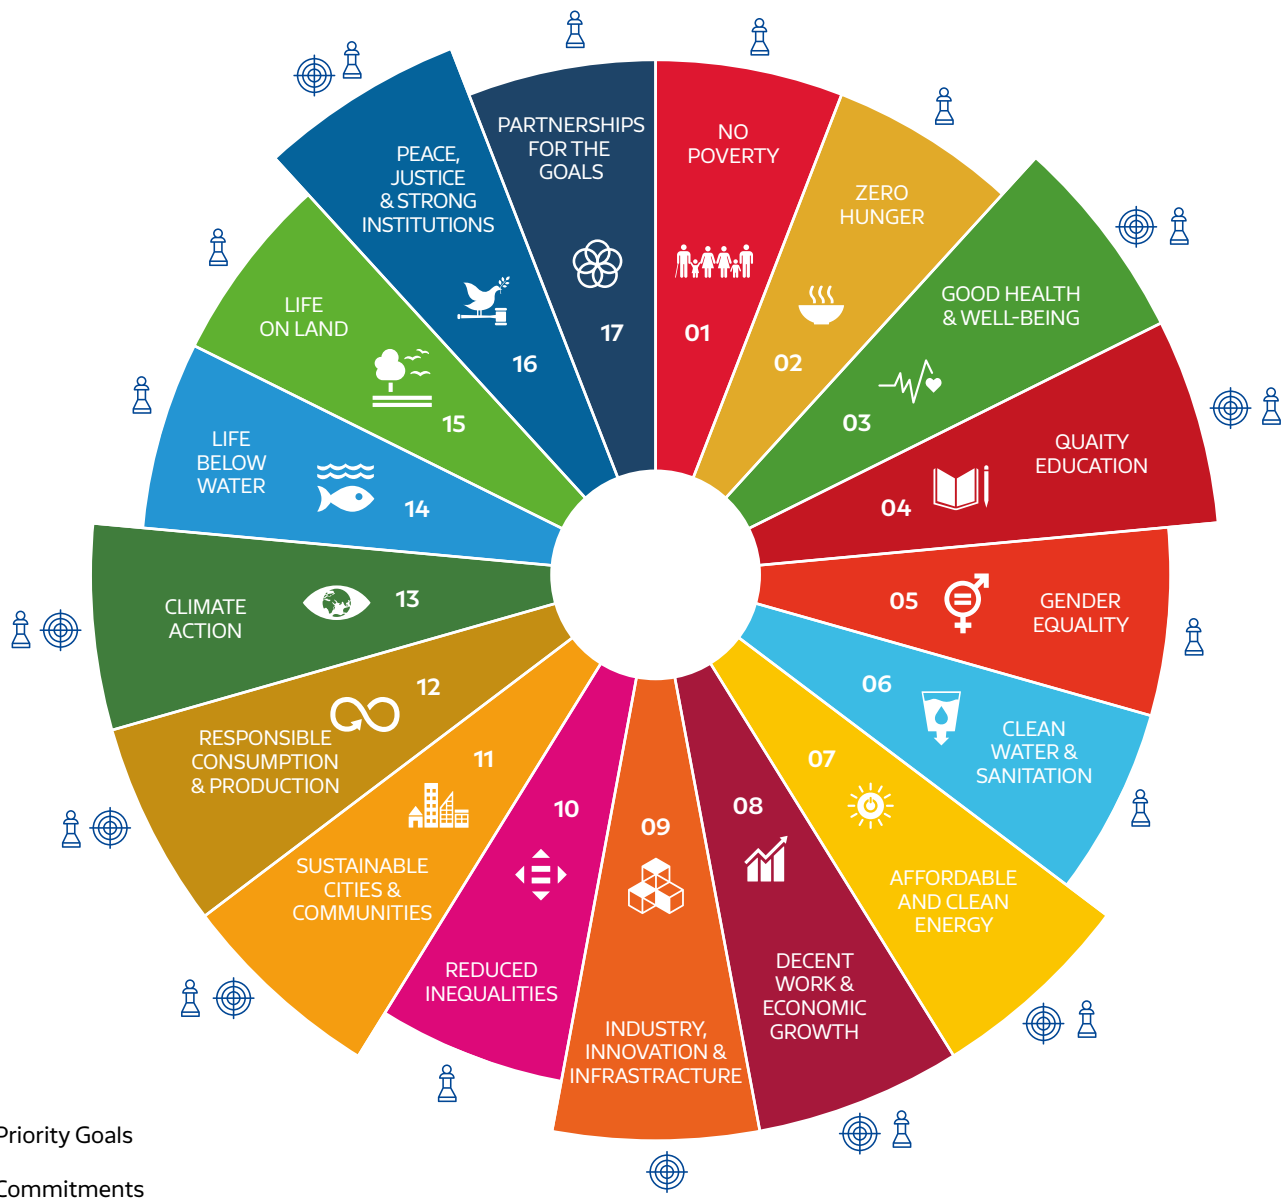 NO
POVERTY
01
ZERO
HUNGER
02
GOOD HEALTH
& WELL-BEING
03
QUAITY
EDUCATION
04
05
GENDER
EQUALITY
06
CLEAN
WATER &
SANITATION
07
AFFORDABLE
AND CLEAN
ENERGY
08
DECENT
WORK &
ECONOMIC
GROWTH
09
INDUSTRY,
INNOVATION &
INFRASTRACTURE
10
REDUCED
INEQUALITIES
11
SUSTAINABLE
CITIES &
COMMUNITIES
12
RESPONSIBLE
CONSUMPTION
& PRODUCTION
13
CLIMATE
ACTION
14
LIFE
BELOW
WATER
15
LIFE
ON LAND
16
PEACE,
JUSTICE
& STRONG
INSTITUTIONS
17
PARTNERSHIPS
FOR THE
GOALS
Priority Goals
Commitments